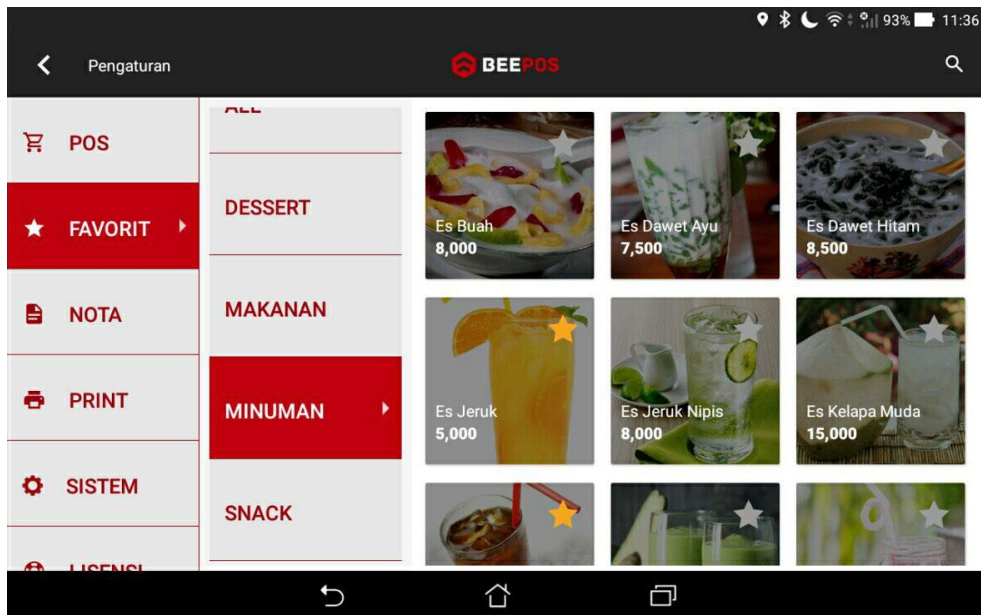 93% 11:36
Pengaturan
BEEPOS
POS
FAVORIT
NOTA
PRINT
SISTEM
LISENSI
ALL
DESSERT
MAKANAN
MINUMAN
SNACK
Es Buah
8,000
Es Dawet Ayu
7,500
Es Dawet Hitam
8,500
Es Jeruk
5,000
Es Jeruk Nipis
8,000
Es Kelapa Muda
15,000